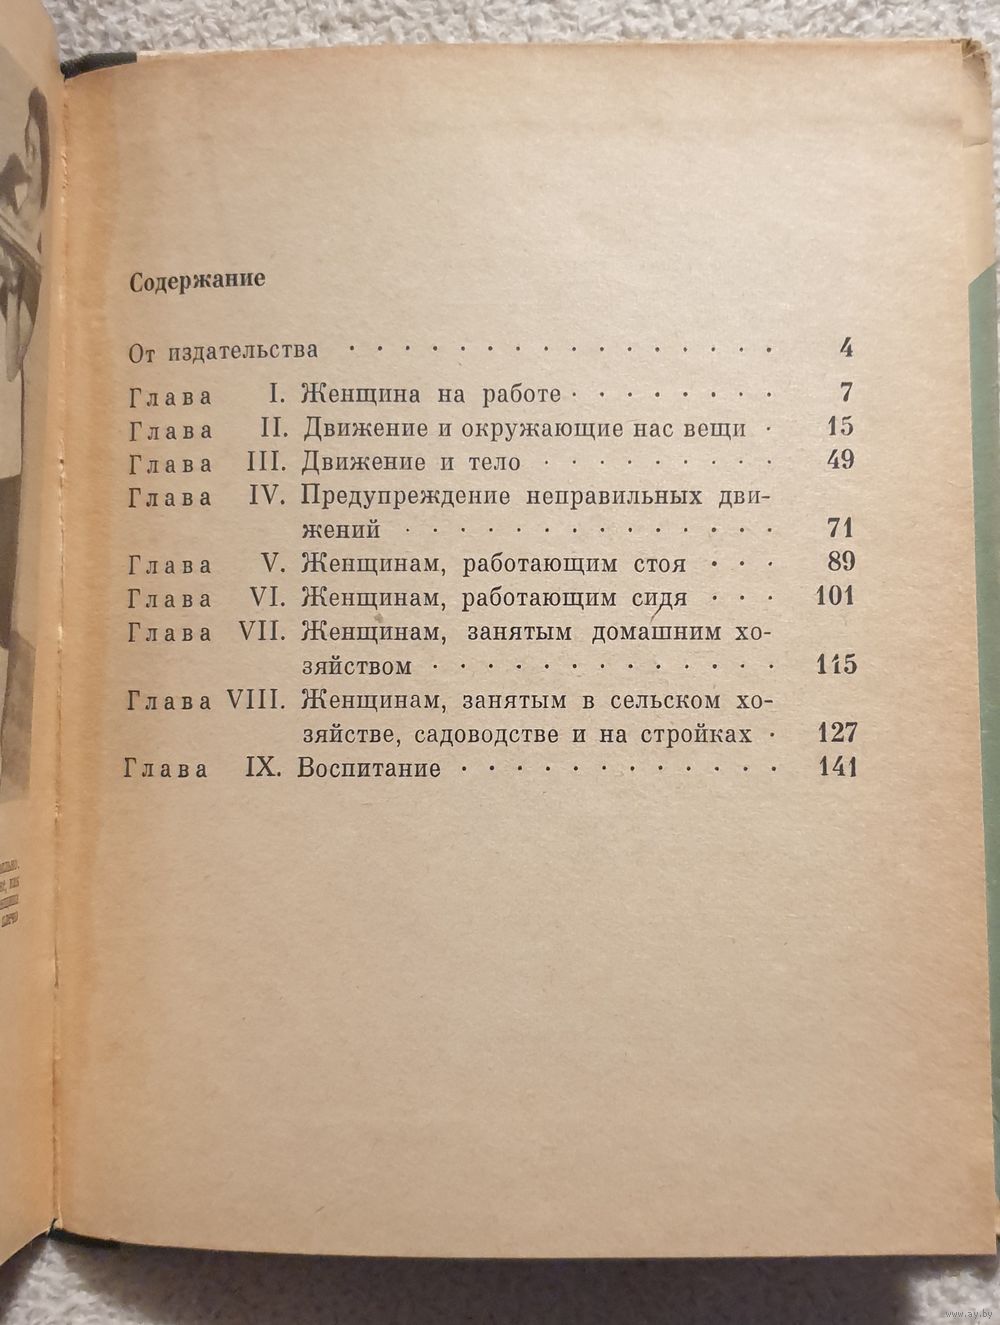 Содержание
От издательства 4
Глава I. Женщина на работе 7
Глава II. Движение и окружающие нас вещи 15
Глава III. Движение и тело 49
Глава IV. Предупреждение неправильных дви-
жений 71
Глава V. Женщинам, работающим стоя 89
Глава VI. Женщинам, работающим сидя 101
Глава VII. Женщинам, занятым домашним хо-
зяйством 115
Глава VIII. Женщинам, занятым в сельском хо-
зяйстве, садоводстве и на стройках 127
Глава IX. Воспитание 141
www.ay.by